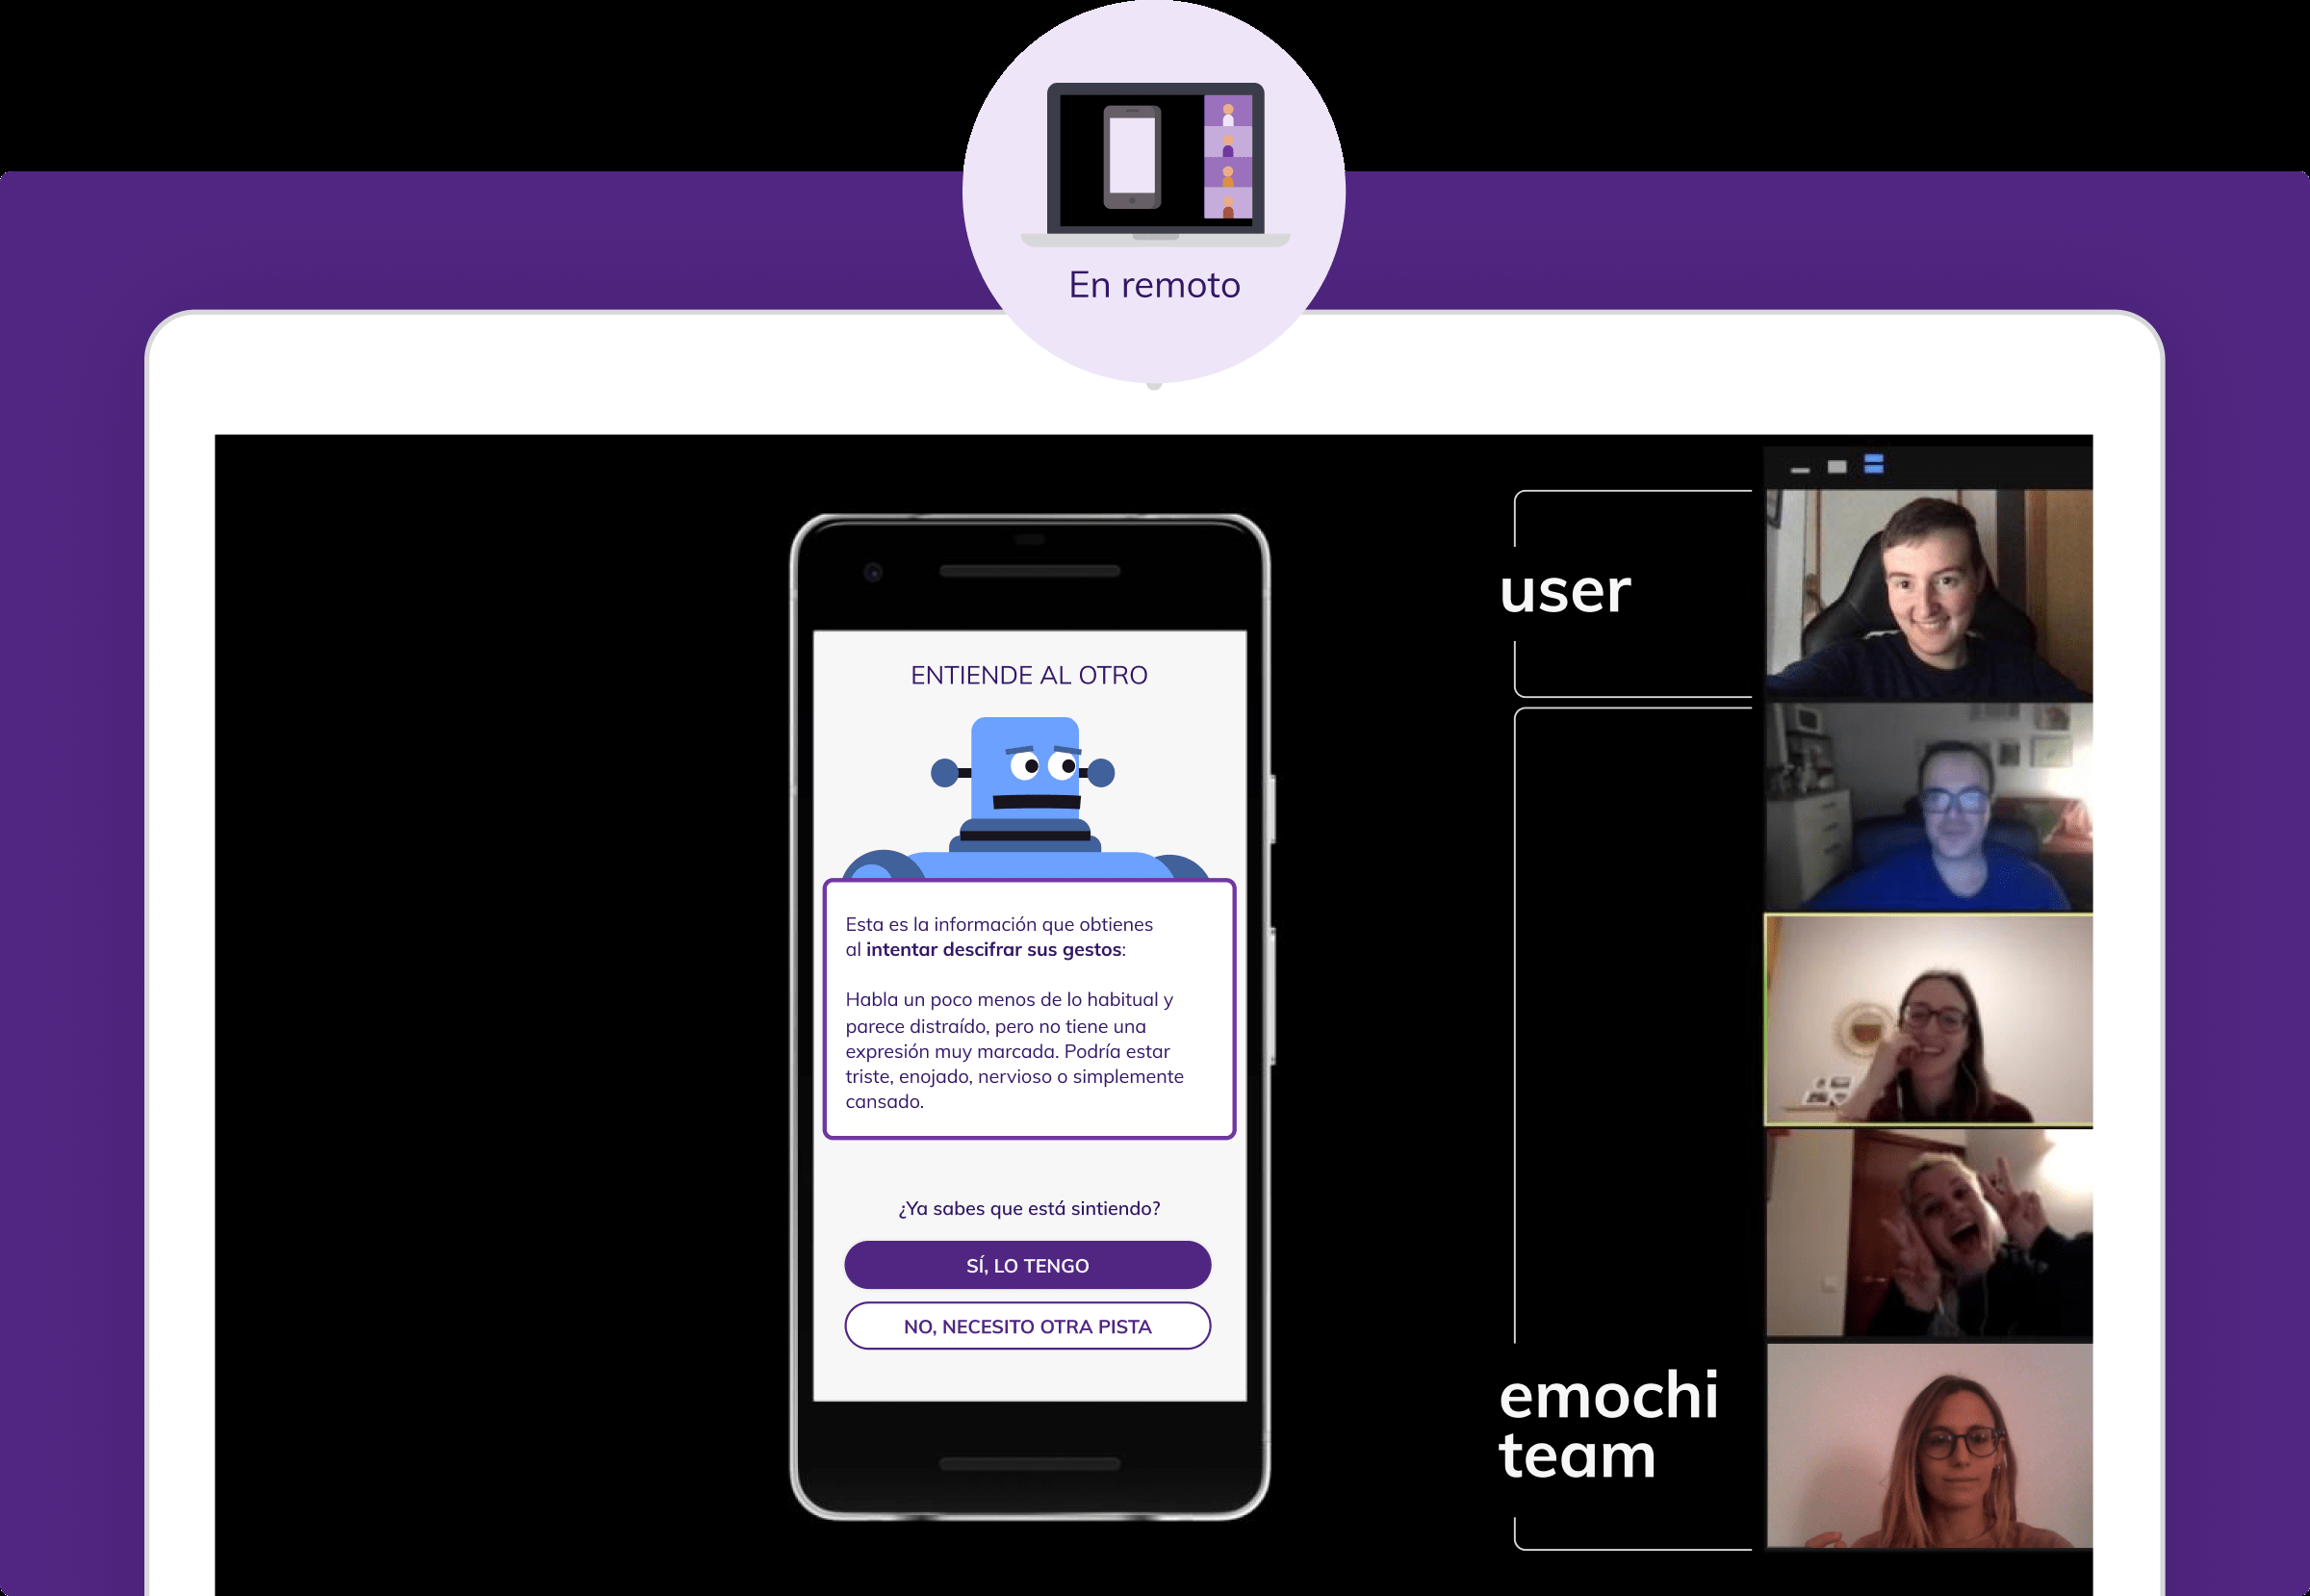 En remoto
user
ENTIENDE AL OTRO
Esta es la información que obtienes
al intentar descifrar sus gestos:
Habla un poco menos de lo habitual y
parece distraído, pero no tiene una
expresión muy marcada. Podría estar
triste, enojado, nervioso o simplemente
cansado.
¿Ya sabes que está sintiendo?
SÍ, LO TENGO
NO, NECESITO OTRA PISTA
emochi
team